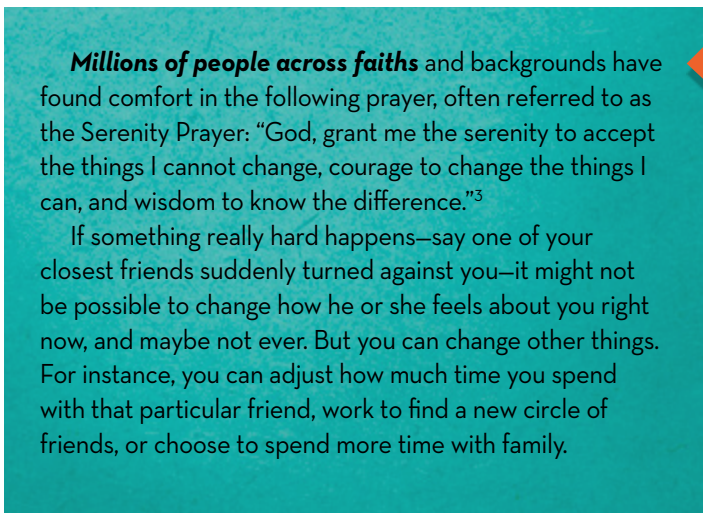 Millions of people across faiths and backgrounds have
found comfort in the following prayer, often referred to as
the Serenity Prayer: “God, grant me the serenity to accept
the things I cannot change, courage to change the things I
can, and wisdom to know the difference.”3
If something really hard happens—say one of your
closest friends suddenly turned against you—it might not
be possible to change how he or she feels about you right
now, and maybe not ever. But you can change other things.
For instance, you can adjust how much time you spend
with that particular friend, work to find a new circle of
friends, or choose to spend more time with family.